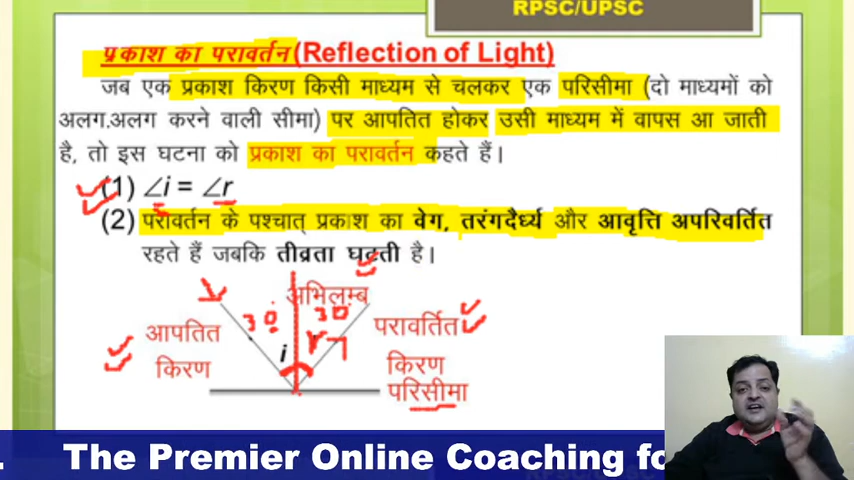 RPSC/UPSC
प्रकाश का परावर्तन (Reflection of Light)
जब एक प्रकाश किरण किसी माध्यम से चलकर एक परिसीमा (दो माध्यमों को
अलग.अलग करने वाली सीमा) पर आपतित होकर उसी माध्यम में वापस आ जाती
है, तो इस घटना को प्रकाश का परावर्तन कहते हैं।
(1) ∠i = ∠r
(2) परावर्तन के पश्चात् प्रकाश का वेग, तरंगदैर्ध्य और आवृत्ति अपरिवर्तित
रहते हैं जबकि तीव्रता घटती है।
अभिलम्ब
30 30
आपतित परावर्तित
i r
किरण किरण
परिसीमा
The Premier Online Coaching fo